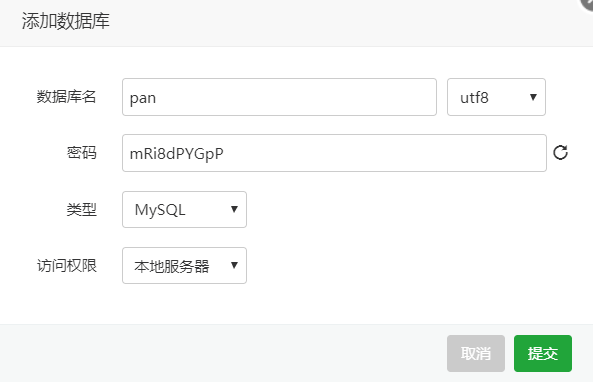 添加数据库
数据库名 pan utf8
密码 mRi8dPYGpP
类型 MySQL
访问权限 本地服务器
取消 提交